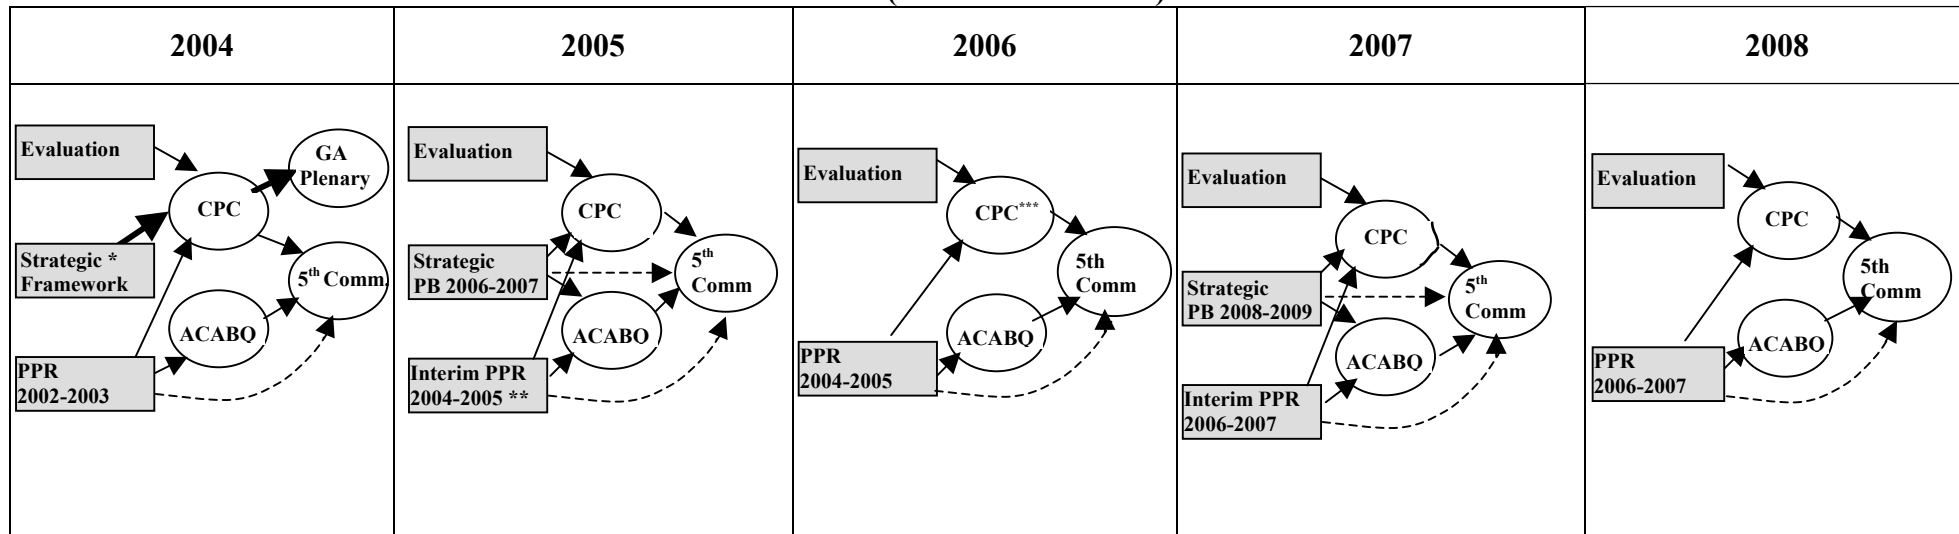 2004
2005
2006
2007
2008
Evaluation
GA
Plenary
CPC
Strategic *
Framework
5th Comm.
ACABQ
PPR
2002-2003
Evaluation
CPC
Strategic
PB 2006-2007
5th
Comm
ACABQ
Interim PPR
2004-2005 **
Evaluation
CPC***
5th
Comm
ACABQ
PPR
2004-2005
Evaluation
CPC
Strategic
PB 2008-2009
5th
Comm
ACABQ
Interim PPR
2006-2007
Evaluation
CPC
5th
Comm
ACABQ
PPR
2006-2007